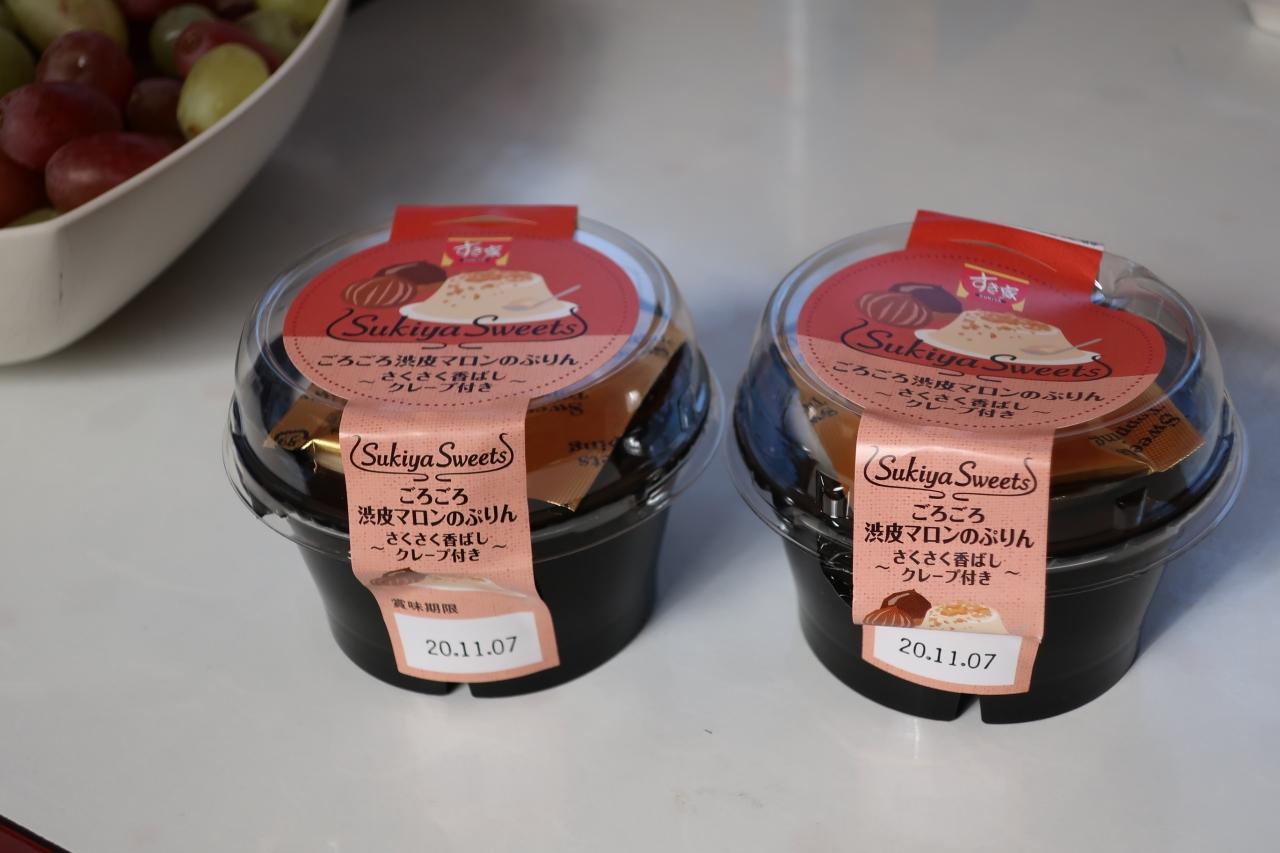 すき家
SUKIYA
Sukiya Sweets
ごろごろ渋皮マロンのぷりん
～さくさく香ばし～
クレープ付き
Sukiya Sweets
ごろごろ
渋皮マロンのぷりん
～さくさく香ばし～
クレープ付き
賞味期限
20.11.07
すき家
SUKIYA
Sukiya Sweets
ごろごろ渋皮マロンのぷりん
～さくさく香ばし～
クレープ付き
Sweets
Topping
Sukiya Sweets
ごろごろ
渋皮マロンのぷりん
～さくさく香ばし～
クレープ付き
20.11.07